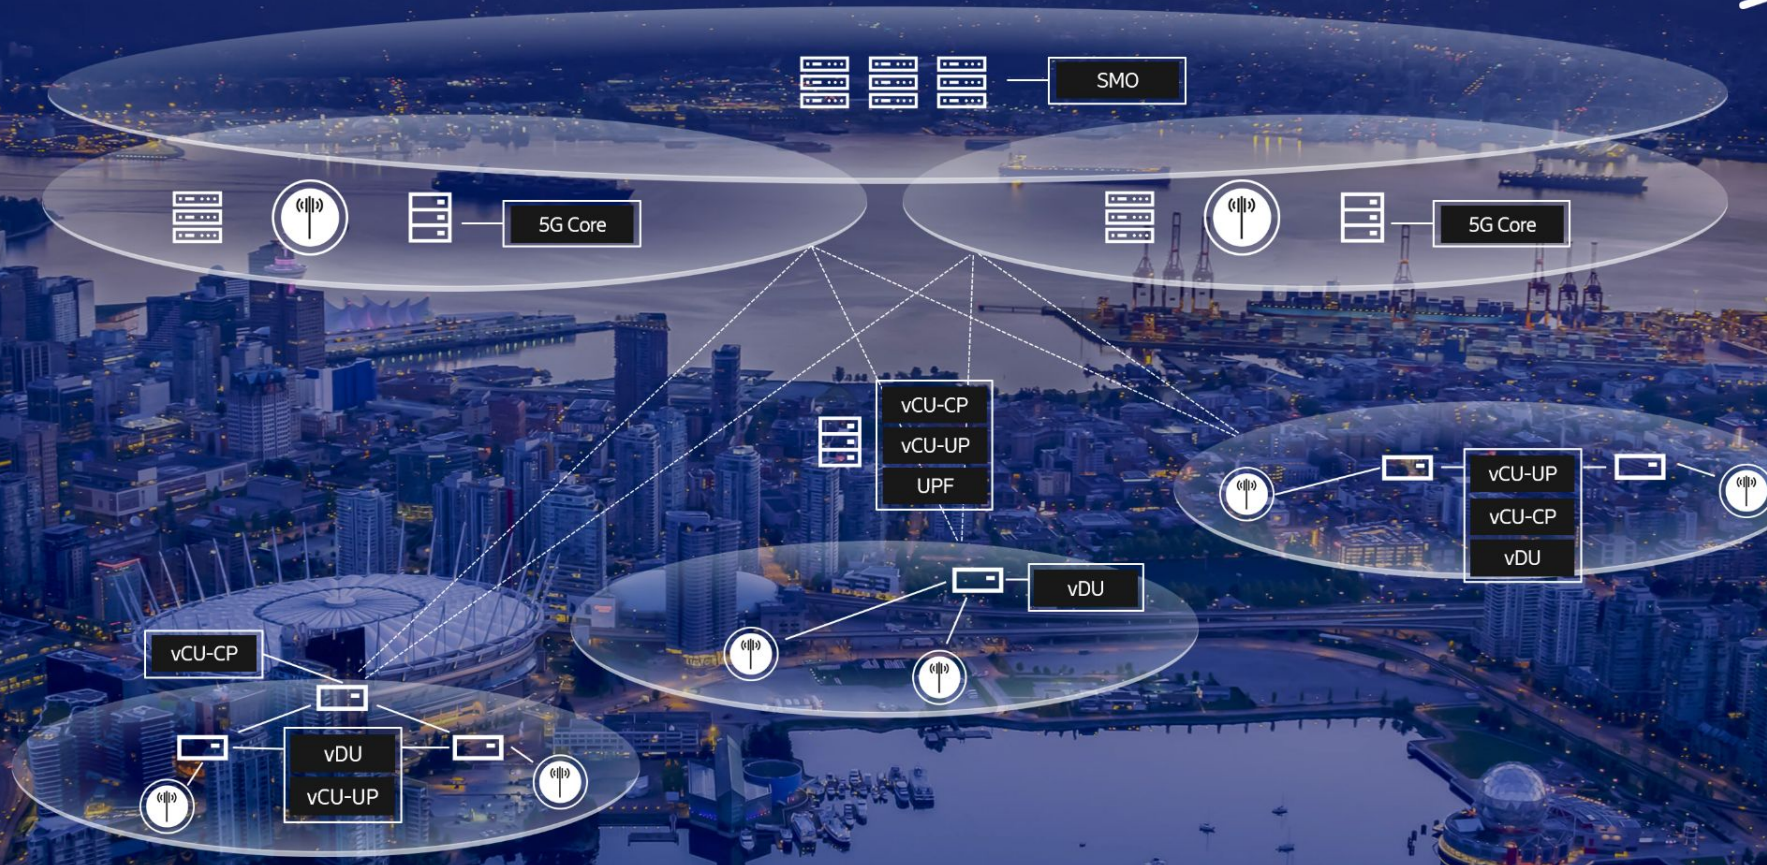 SMO
5G Core
5G Core
vCU-CP
vCU-UP
UPF
vCU-UP
vCU-CP
vDU
vDU
vCU-CP
vDU
vCU-UP